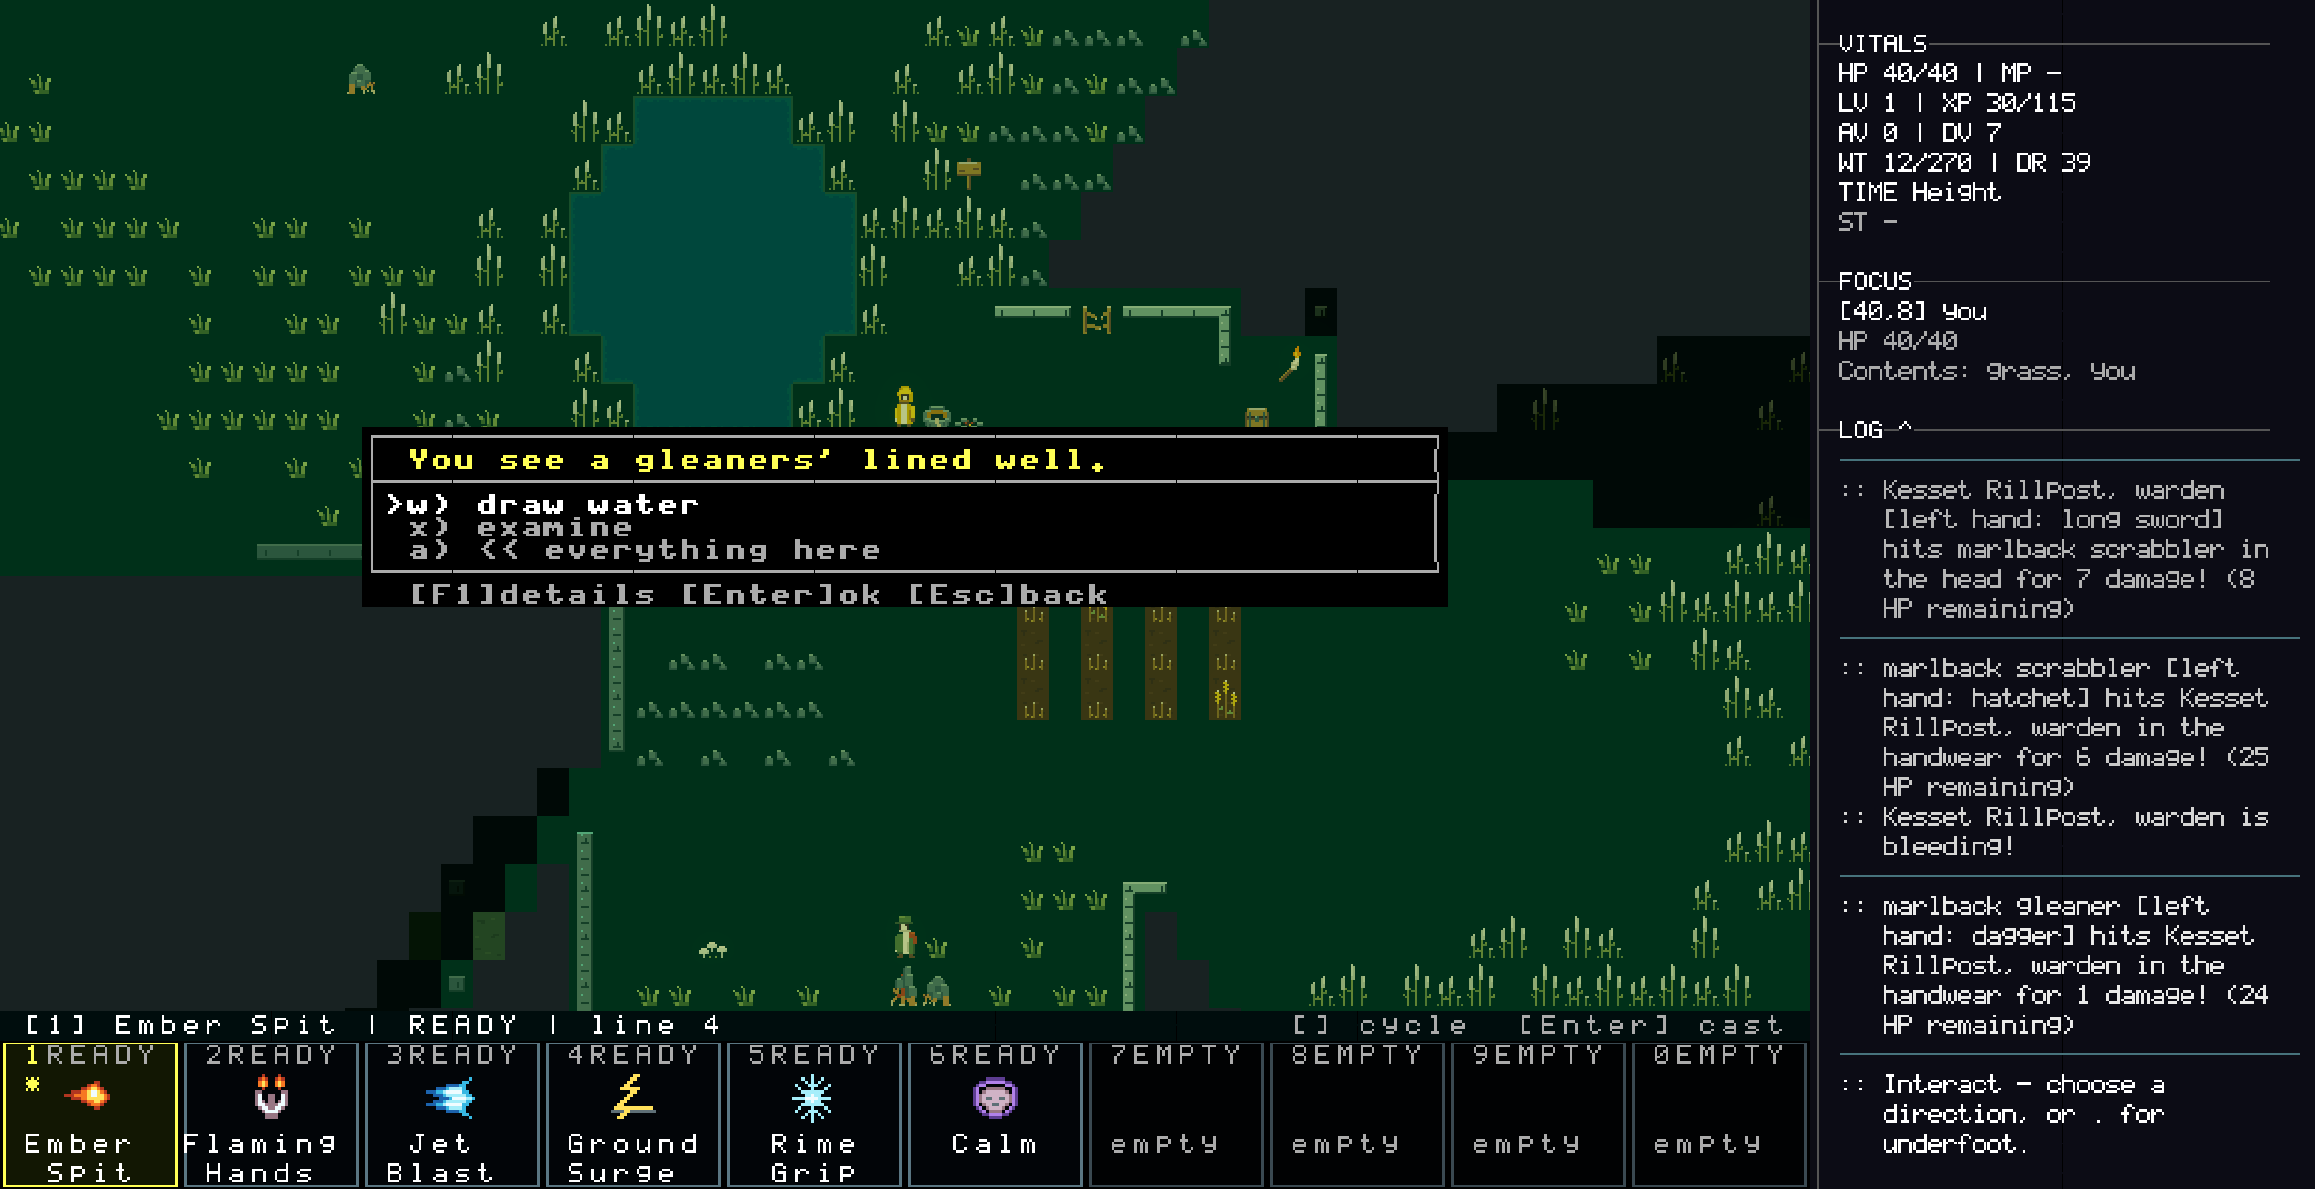 VITALS
HP 40/40 | MP -
LV 1 | XP 30/115
AV 0 | DV 7
WT 12/270 | DR 39
TIME Height
ST -
FOCUS
[40,8] You
HP 40/40
Contents: grass, You
LOG ^
:: Kesset RillPost, warden
[left hand: long sword]
hits marlback scrabbler in
the head for 7 damage! (8
HP remaining)
:: marlback scrabbler [left
hand: hatchet] hits Kesset
RillPost, warden in the
handwear for 6 damage! (25
HP remaining)
:: Kesset RillPost, warden is
bleeding!
:: marlback gleaner [left
hand: dagger] hits Kesset
RillPost, warden in the
handwear for 1 damage! (24
HP remaining)
:: Interact - choose a
direction, or . for
underfoot.
You see a gleaners' lined well.
>w) draw water
x) examine
a) << everything here
[F1]details [Enter]ok [Esc]back
[1] Ember Spit | READY | line 4
[] cycle [Enter] cast
1READY 2READY 3READY 4READY 5READY 6READY 7EMPTY 8EMPTY 9EMPTY 0EMPTY
Ember Spit
Flaming Hands
Jet Blast
Ground Surge
Rime Grip
Calm
empty
empty
empty
empty